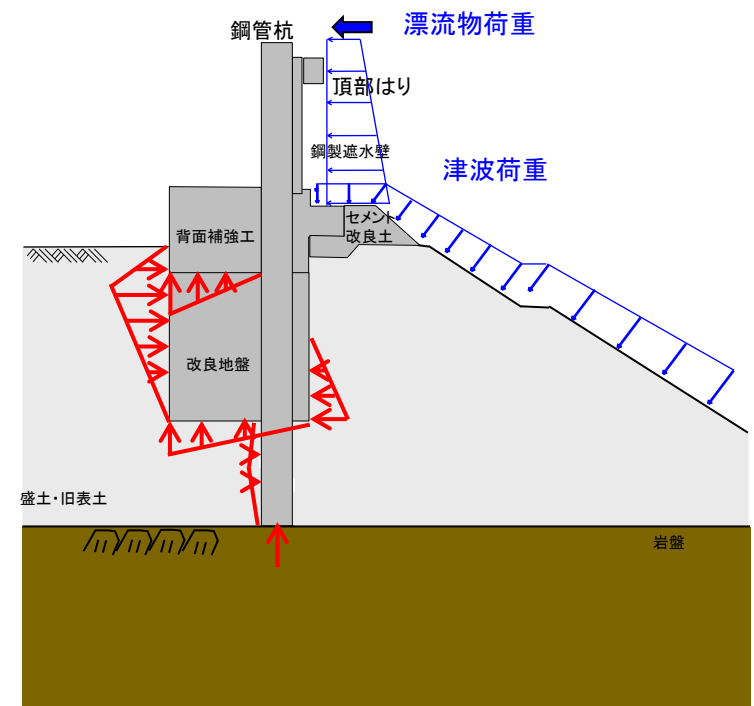 漂流物荷重
鋼管杭
頂部はり
鋼製遮水壁
津波荷重
セメント
改良土
背面補強工
改良地盤
盛土・旧表土
岩盤